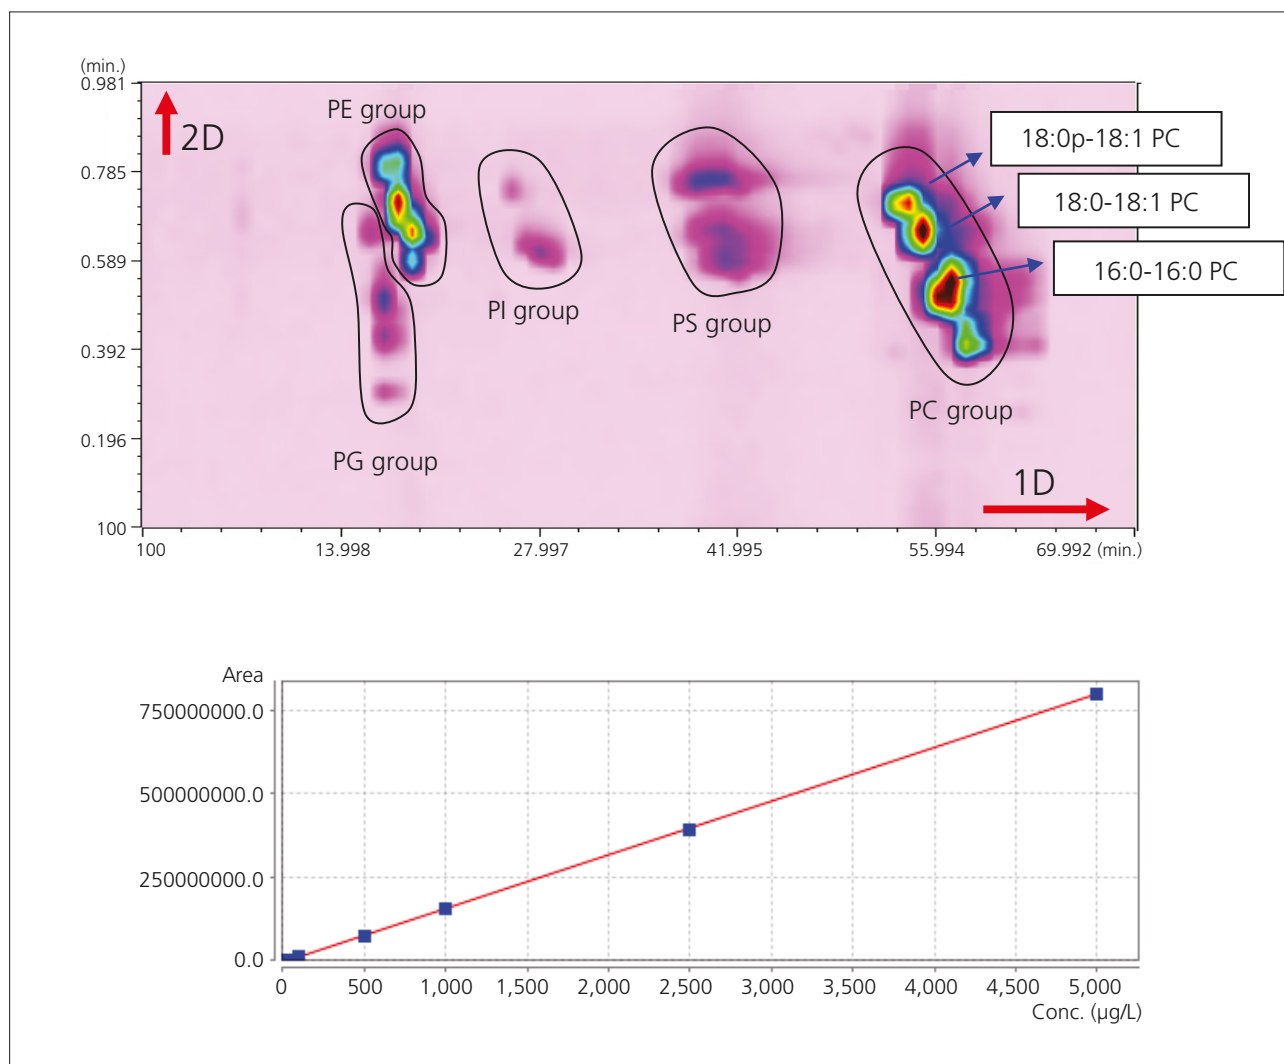 (min.)
0.981
2D
PE group
18:0p-18:1 PC
0.785
18:0-18:1 PC
0.589
16:0-16:0 PC
PI group
PS group
0.392
PC group
0.196
PG group
1D
100
100 13.998 27.997 41.995 55.994 69.992 (min.)
Area
750000000.0
500000000.0
250000000.0
0.0
0 500 1,000 1,500 2,000 2,500 3,000 3,500 4,000 4,500 5,000
Conc. (µg/L)